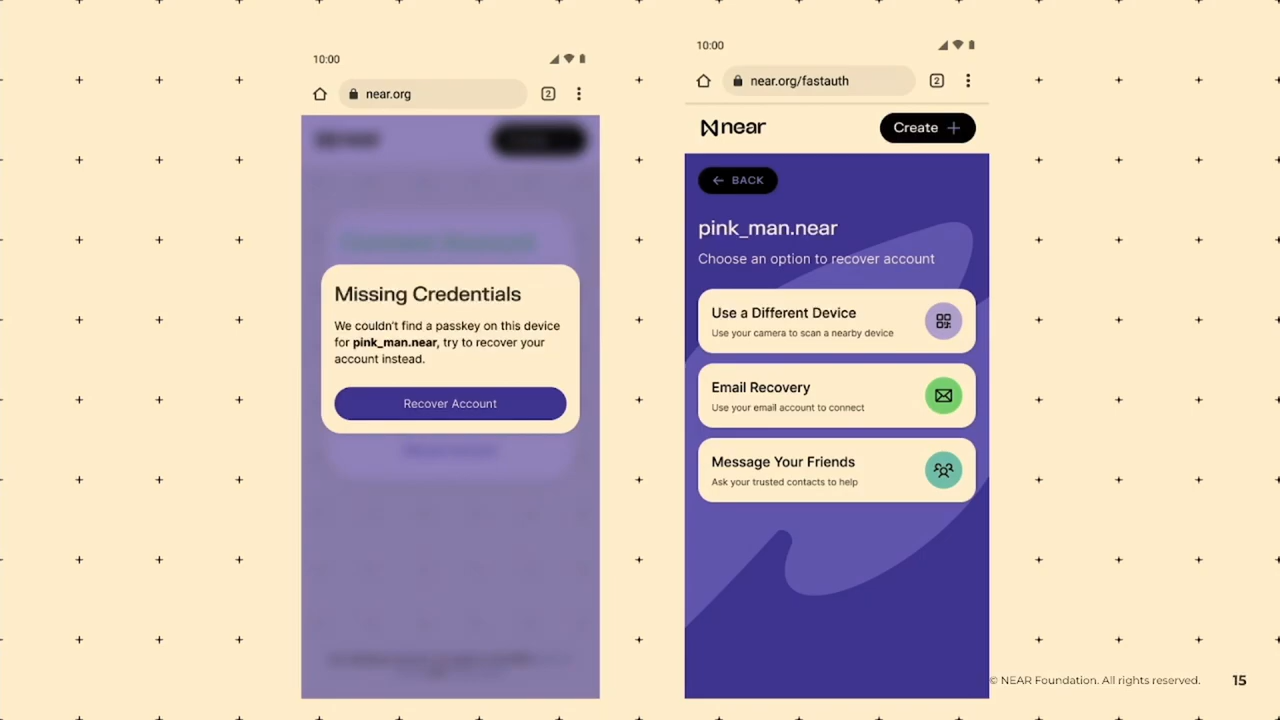 10:00
2
near.org
Missing Credentials
We couldn't find a passkey on this device
for pink_man.near, try to recover your
account instead.
Recover Account
10:00
near.org/fastauth
2
near
Create
BACK
pink_man.near
Choose an option to recover account
Use a Different Device
Use your camera to scan a nearby device
Email Recovery
Use your email account to connect
Message Your Friends
Ask your trusted contacts to help
© NEAR Foundation. All rights reserved.
15